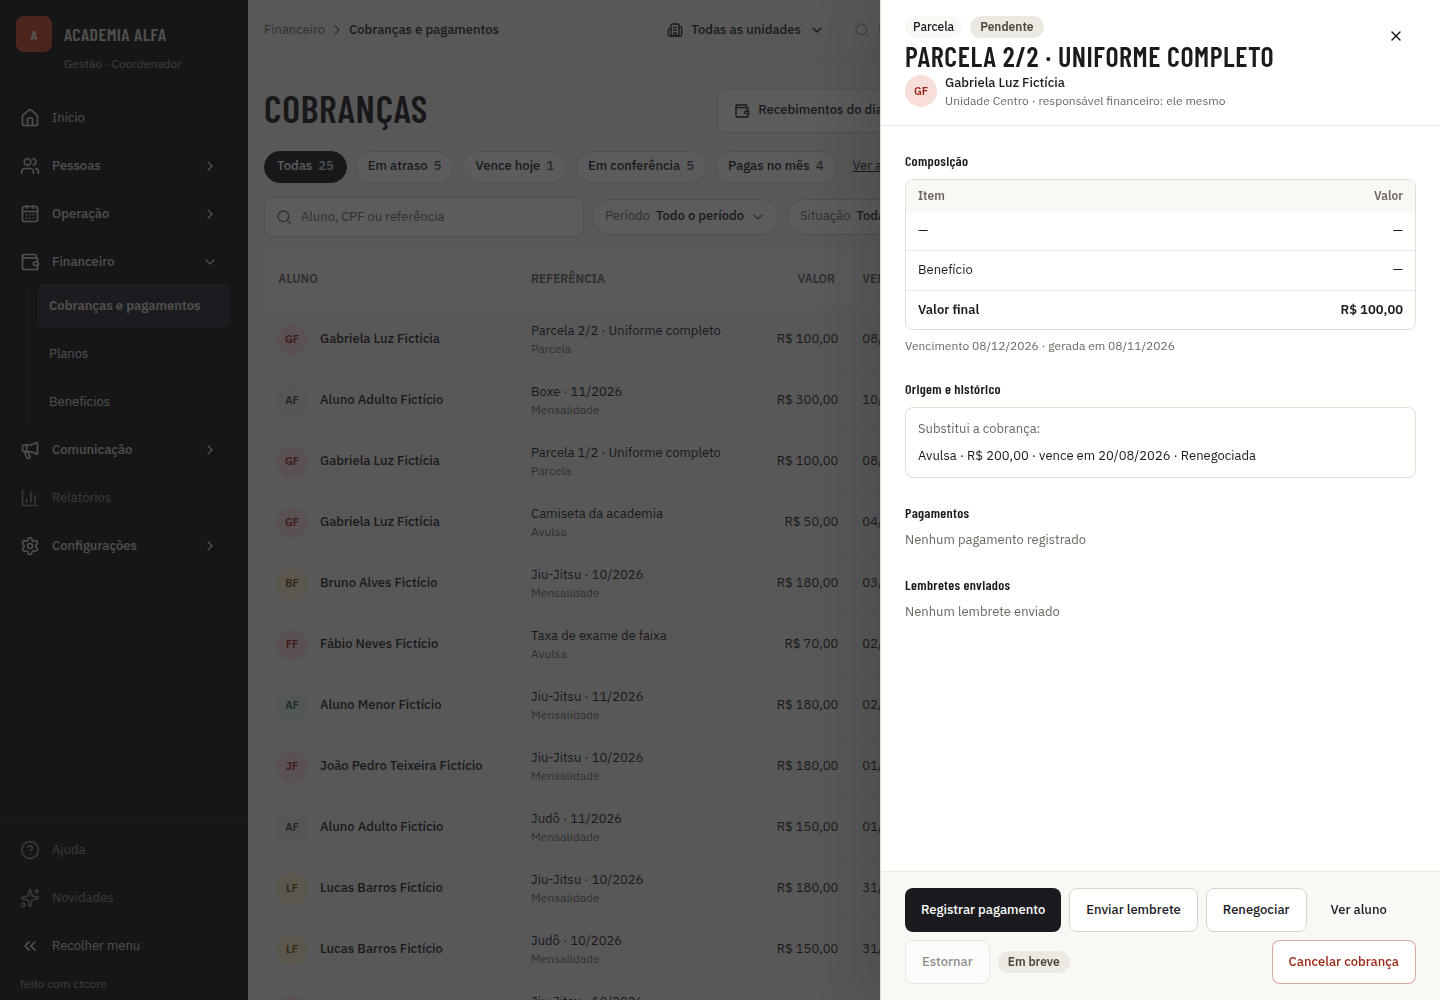 A
ACADEMIA ALFA
Gestão · Coordenador
Início
Pessoas
Operação
Financeiro
Cobranças e pagamentos
Planos
Benefícios
Comunicação
Relatórios
Configurações
Ajuda
Novidades
Recolher menu
feito com ctcore
Financeiro > Cobranças e pagamentos
Todas as unidades
COBRANÇAS
Recebimentos do dia
Todas 25
Em atraso 5
Vence hoje 1
Em conferência 5
Pagas no mês 4
Aluno, CPF ou referência
Período Todo o período
Situação
ALUNO REFERÊNCIA VALOR
GF Gabriela Luz Fictícia Parcela 2/2 · Uniforme completo R$ 100,00 08/
Parcela
AF Aluno Adulto Fictício Boxe · 11/2026 R$ 300,00 10/
Mensalidade
GF Gabriela Luz Fictícia Parcela 1/2 · Uniforme completo R$ 100,00 08/
Parcela
GF Gabriela Luz Fictícia Camiseta da academia R$ 50,00 04/
Avulsa
BF Bruno Alves Fictício Jiu-Jitsu · 10/2026 R$ 180,00 03/
Mensalidade
FF Fábio Neves Fictício Taxa de exame de faixa R$ 70,00 02/
Avulsa
AF Aluno Menor Fictício Jiu-Jitsu · 11/2026 R$ 180,00 02/
Mensalidade
JF João Pedro Teixeira Fictício Jiu-Jitsu · 10/2026 R$ 180,00 01/
Mensalidade
AF Aluno Adulto Fictício Judô · 11/2026 R$ 150,00 01/
Mensalidade
LF Lucas Barros Fictício Jiu-Jitsu · 10/2026 R$ 180,00 31/
Mensalidade
LF Lucas Barros Fictício Judô · 10/2026 R$ 150,00 31/
Mensalidade
Parcela Pendente
PARCELA 2/2 · UNIFORME COMPLETO
GF Gabriela Luz Fictícia
Unidade Centro · responsável financeiro: ele mesmo
Composição
Item Valor
— —
Benefício —
Valor final R$ 100,00
Vencimento 08/12/2026 · gerada em 08/11/2026
Origem e histórico
Substitui a cobrança:
Avulsa · R$ 200,00 · vence em 20/08/2026 · Renegociada
Pagamentos
Nenhum pagamento registrado
Lembretes enviados
Nenhum lembrete enviado
Registrar pagamento
Enviar lembrete
Renegociar
Ver aluno
Estornar
Em breve
Cancelar cobrança